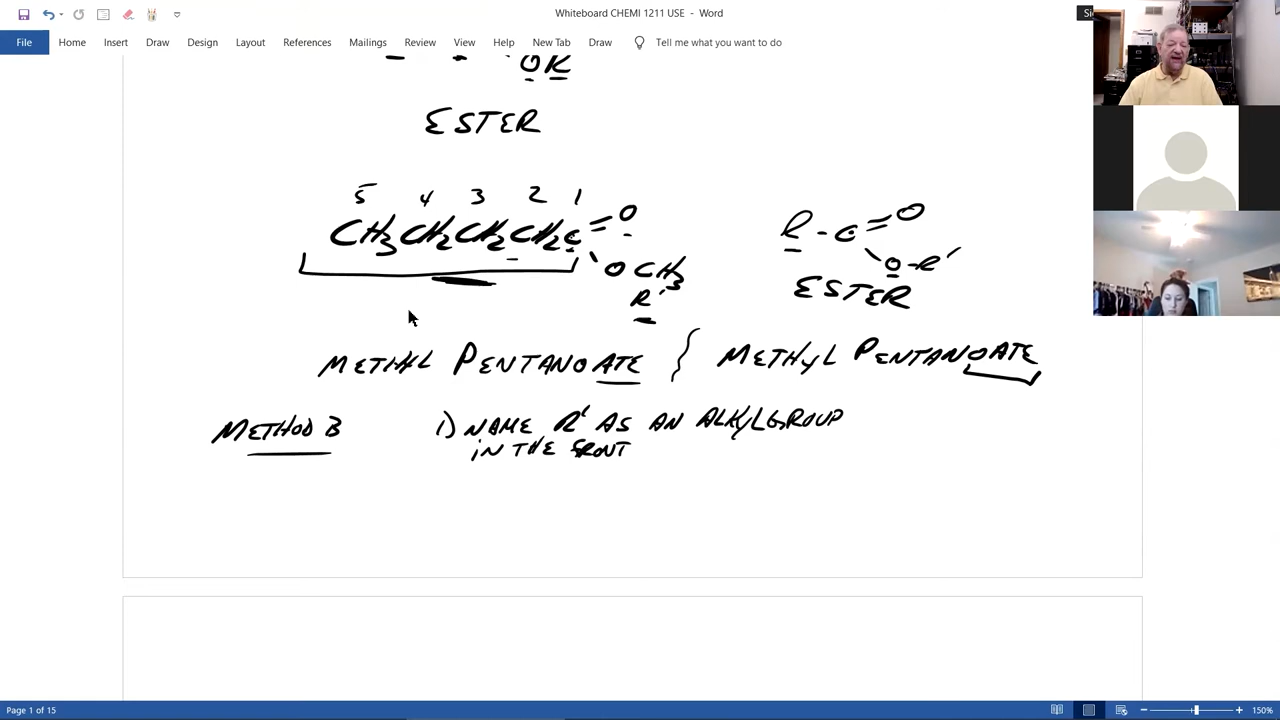 Whiteboard CHEMI 1211 USE - Word
File Home Insert Draw Design Layout References Mailings Review View Help New Tab Draw Tell me what you want to do
OR
ESTER
5 4 3 2 1
CH3CH2CH2CH2C=O
OCH3
R'
R-C=O
O-R'
ESTER
METHYL PENTANOATE { METHYL PENTANOATE
METHOD B 1) NAME R' AS AN ALKYL GROUP
IN THE FRONT
Page 1 of 15 150%